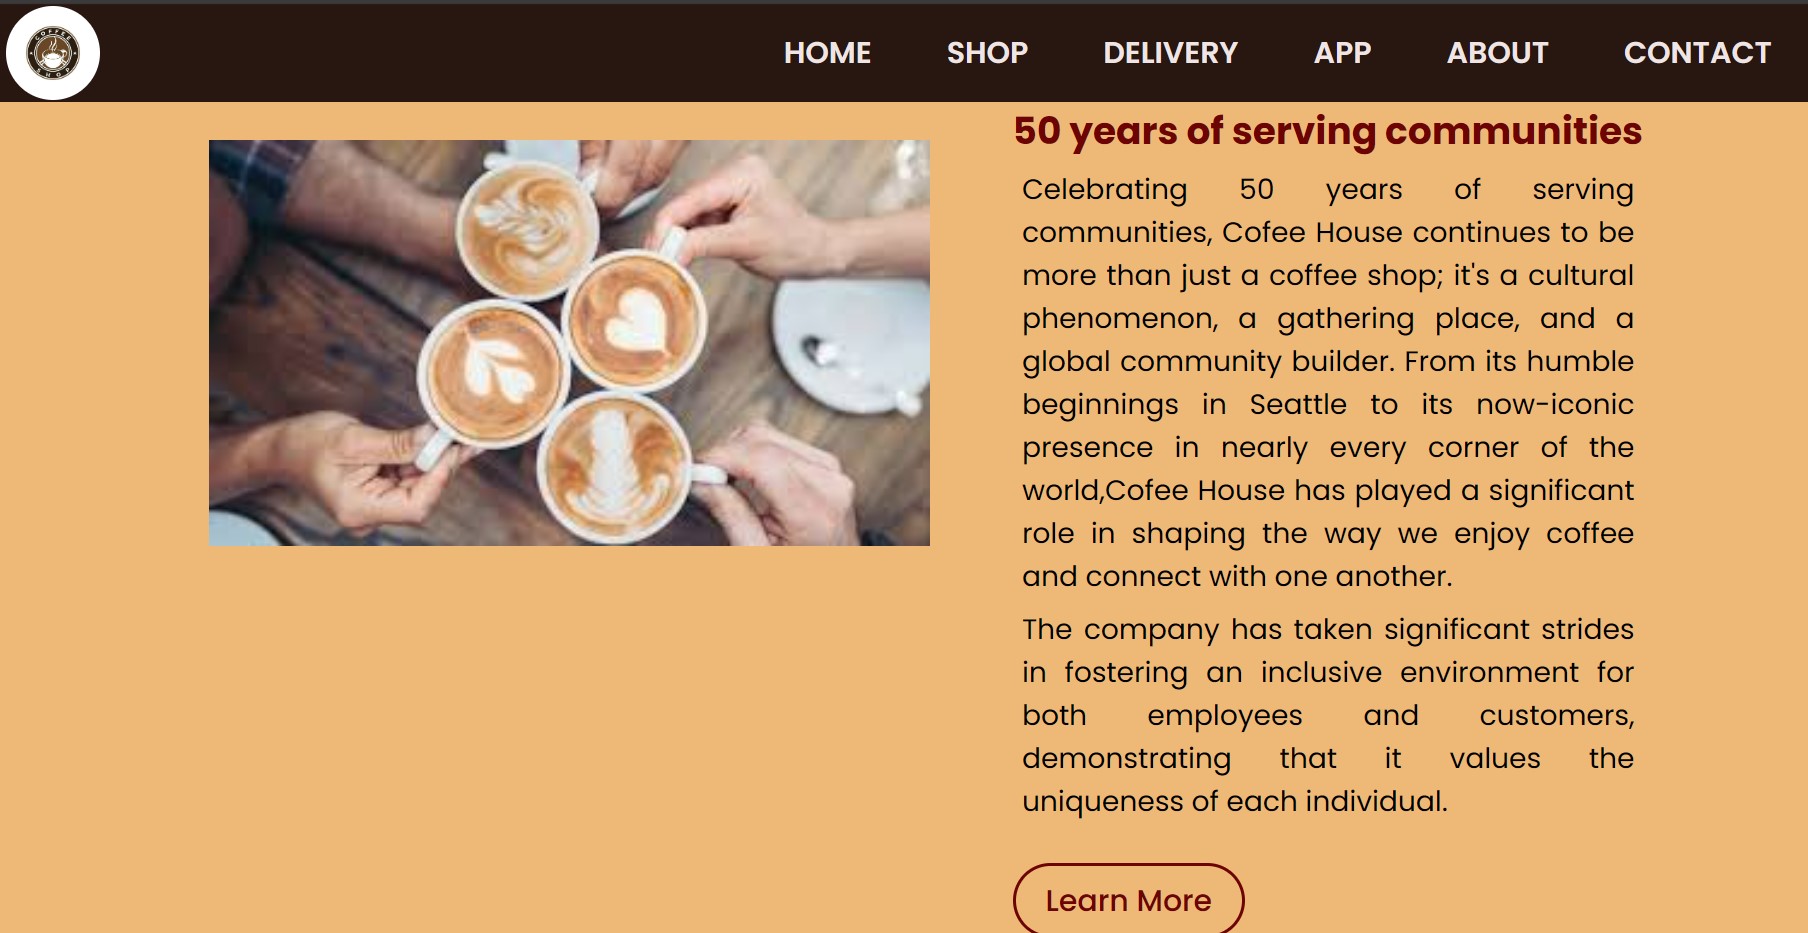 COFFEE
SHOP
HOME SHOP DELIVERY APP ABOUT CONTACT
50 years of serving communities
Celebrating 50 years of serving
communities, Cofee House continues to be
more than just a coffee shop; it's a cultural
phenomenon, a gathering place, and a
global community builder. From its humble
beginnings in Seattle to its now-iconic
presence in nearly every corner of the
world,Cofee House has played a significant
role in shaping the way we enjoy coffee
and connect with one another.
The company has taken significant strides
in fostering an inclusive environment for
both employees and customers,
demonstrating that it values the
uniqueness of each individual.
Learn More